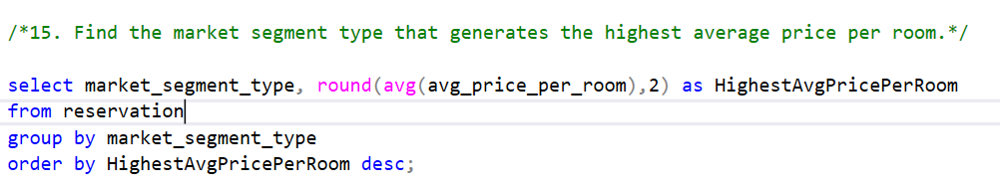 /*15. Find the market segment type that generates the highest average price per room.*/
select market_segment_type, round(avg(avg_price_per_room),2) as HighestAvgPricePerRoom
from reservation
group by market_segment_type
order by HighestAvgPricePerRoom desc;